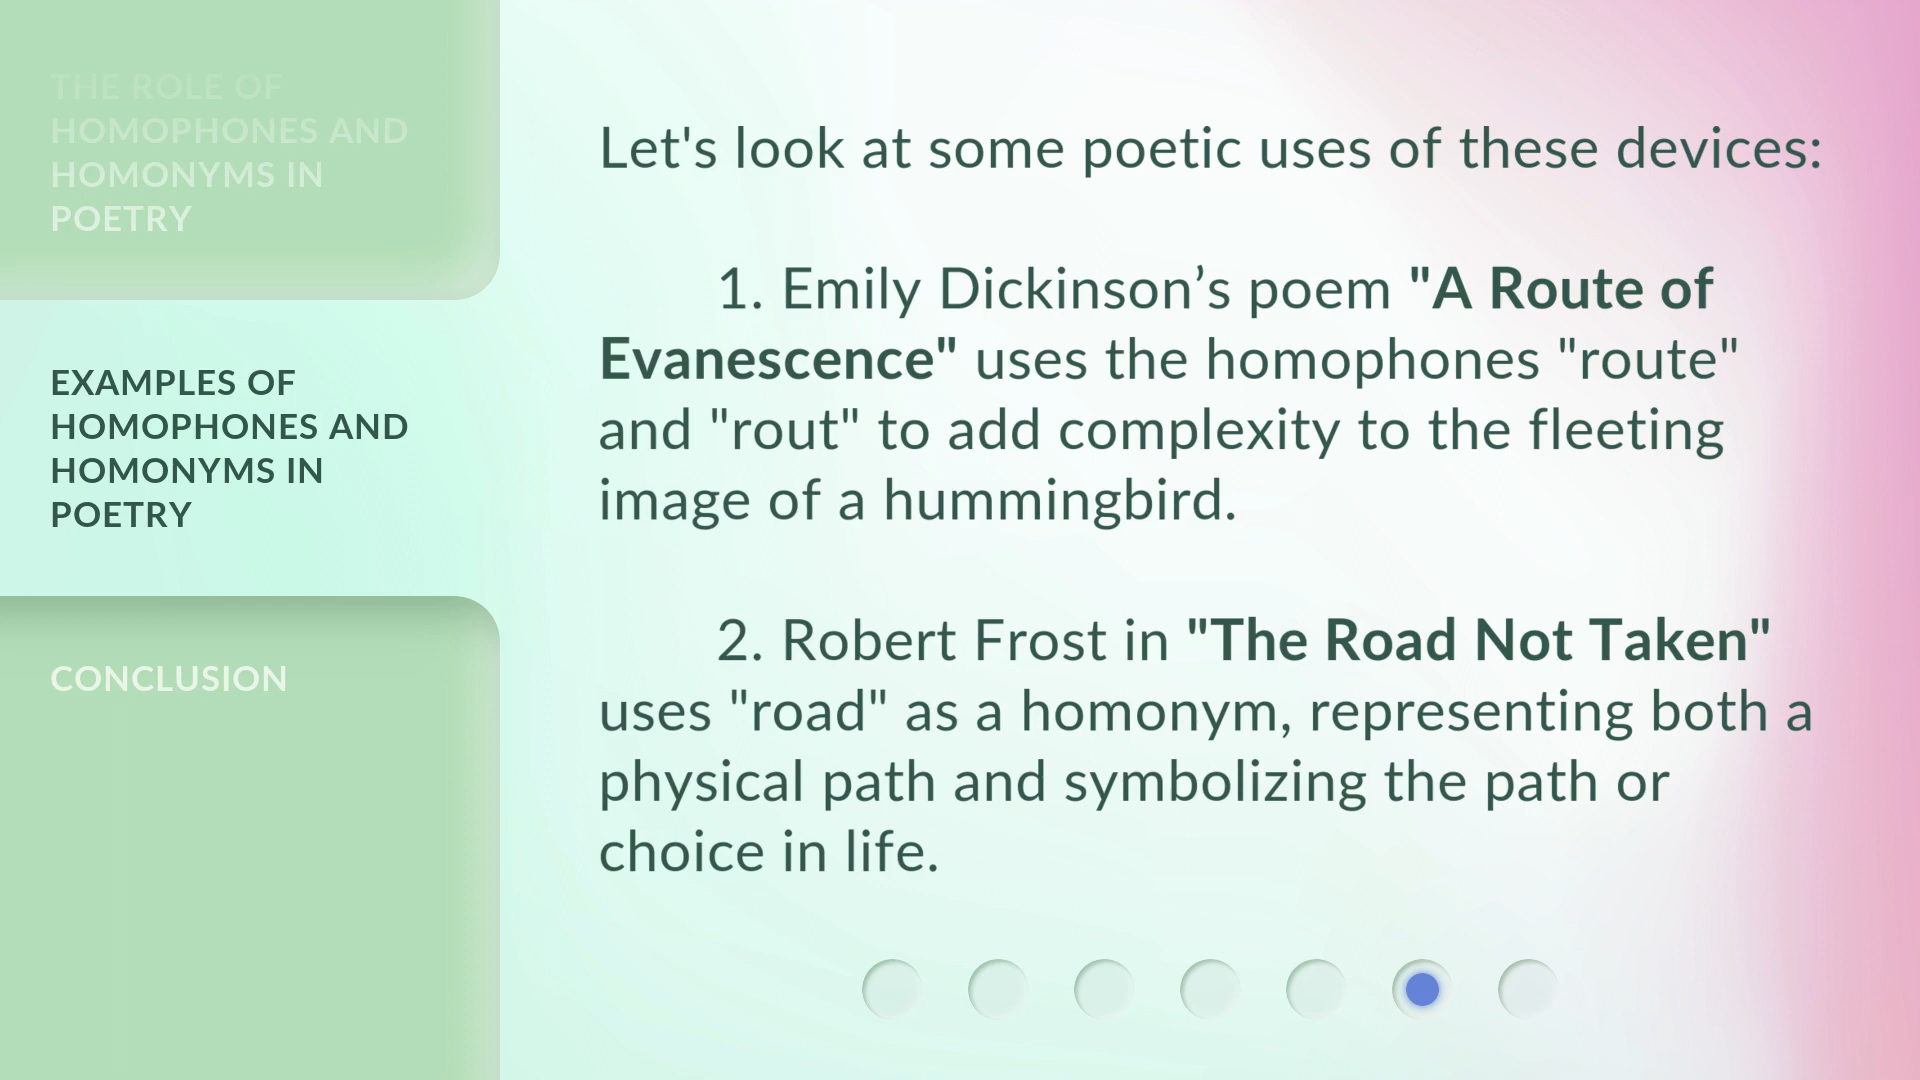 THE ROLE OF
HOMOPHONES AND
HOMONYMS IN
POETRY
EXAMPLES OF
HOMOPHONES AND
HOMONYMS IN
POETRY
CONCLUSION
Let's look at some poetic uses of these devices:
1. Emily Dickinson’s poem "A Route of
Evanescence" uses the homophones "route"
and "rout" to add complexity to the fleeting
image of a hummingbird.
2. Robert Frost in "The Road Not Taken"
uses "road" as a homonym, representing both a
physical path and symbolizing the path or
choice in life.